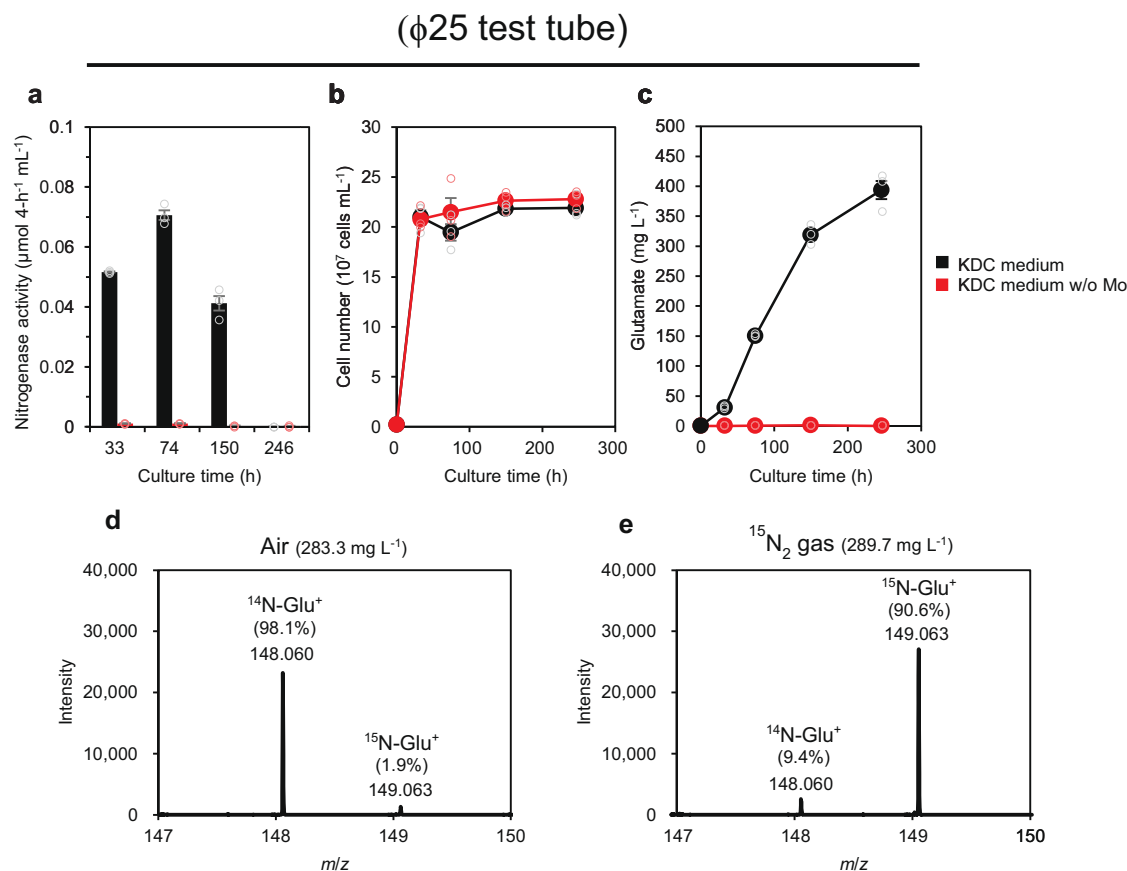 (ϕ25 test tube)
a
Nitrogenase activity (µmol 4-h⁻¹ mL⁻¹)
0.1
0.08
0.06
0.04
0.02
0
33 74 150 246
Culture time (h)
b
Cell number (10⁷ cells mL⁻¹)
30
25
20
15
10
5
0
0 100 200 300
Culture time (h)
c
Glutamate (mg L⁻¹)
500
450
400
350
300
250
200
150
100
50
0
0 100 200 300
Culture time (h)
KDC medium
KDC medium w/o Mo
d
Air (283.3 mg L⁻¹)
Intensity
40,000
30,000
20,000
10,000
0
¹⁴N-Glu⁺
(98.1%)
148.060
¹⁵N-Glu⁺
(1.9%)
149.063
147 148 149 150
m/z
e
¹⁵N₂ gas (289.7 mg L⁻¹)
Intensity
40,000
30,000
20,000
10,000
0
¹⁴N-Glu⁺
(9.4%)
148.060
¹⁵N-Glu⁺
(90.6%)
149.063
147 148 149 150
m/z